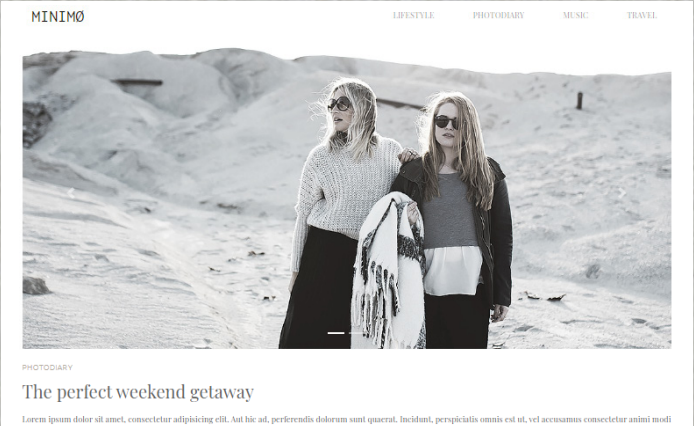 MINIMØ
LIFESTYLE PHOTODIARY MUSIC TRAVEL
PHOTODIARY
The perfect weekend getaway
Lorem ipsum dolor sit amet, consectetur adipisicing elit. Aut hic ad, perferendis dolorum sunt quaerat. Incidunt, perspiciatis omnis est ut, vel accusamus consectetur animi modi